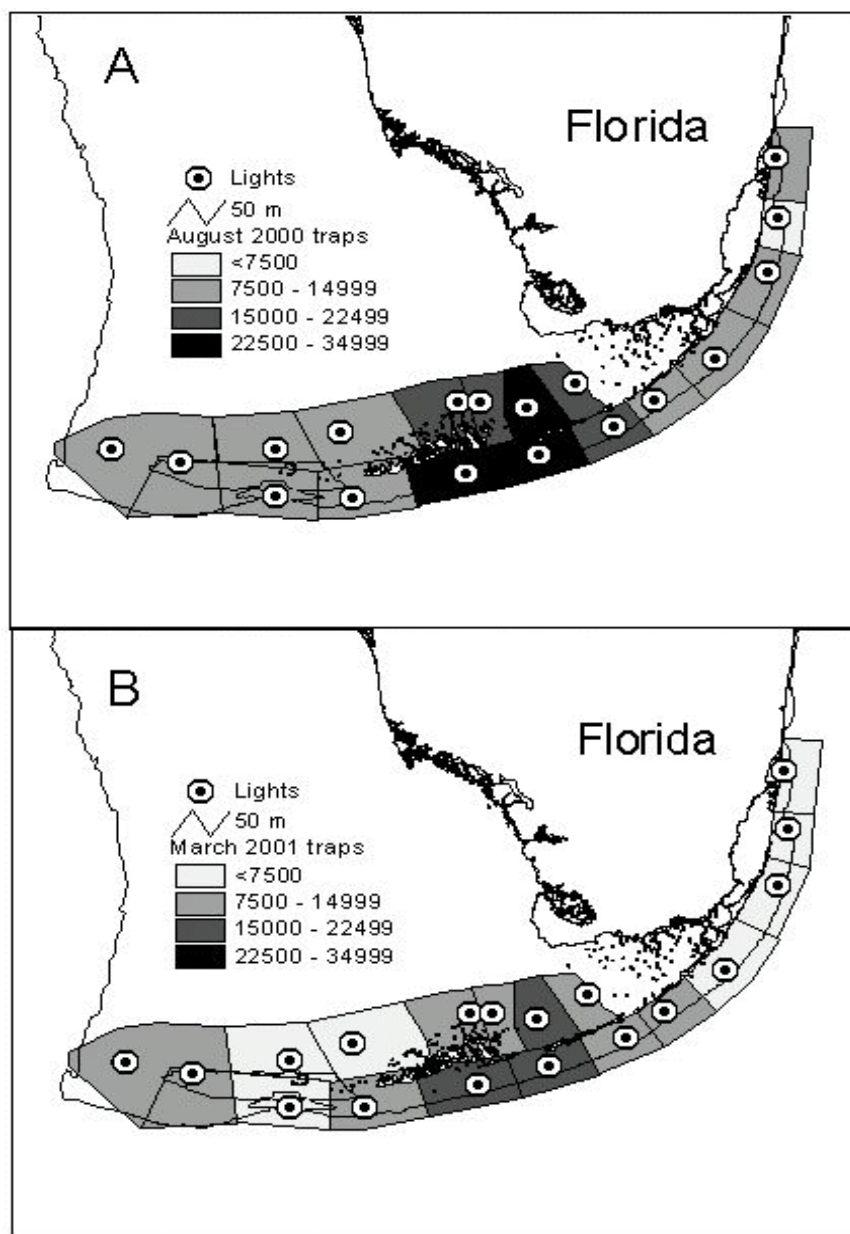 A
Florida
Lights
50 m
August 2000 traps
<7500
7500 - 14999
15000 - 22499
22500 - 34999
B
Florida
Lights
50 m
March 2001 traps
<7500
7500 - 14999
15000 - 22499
22500 - 34999